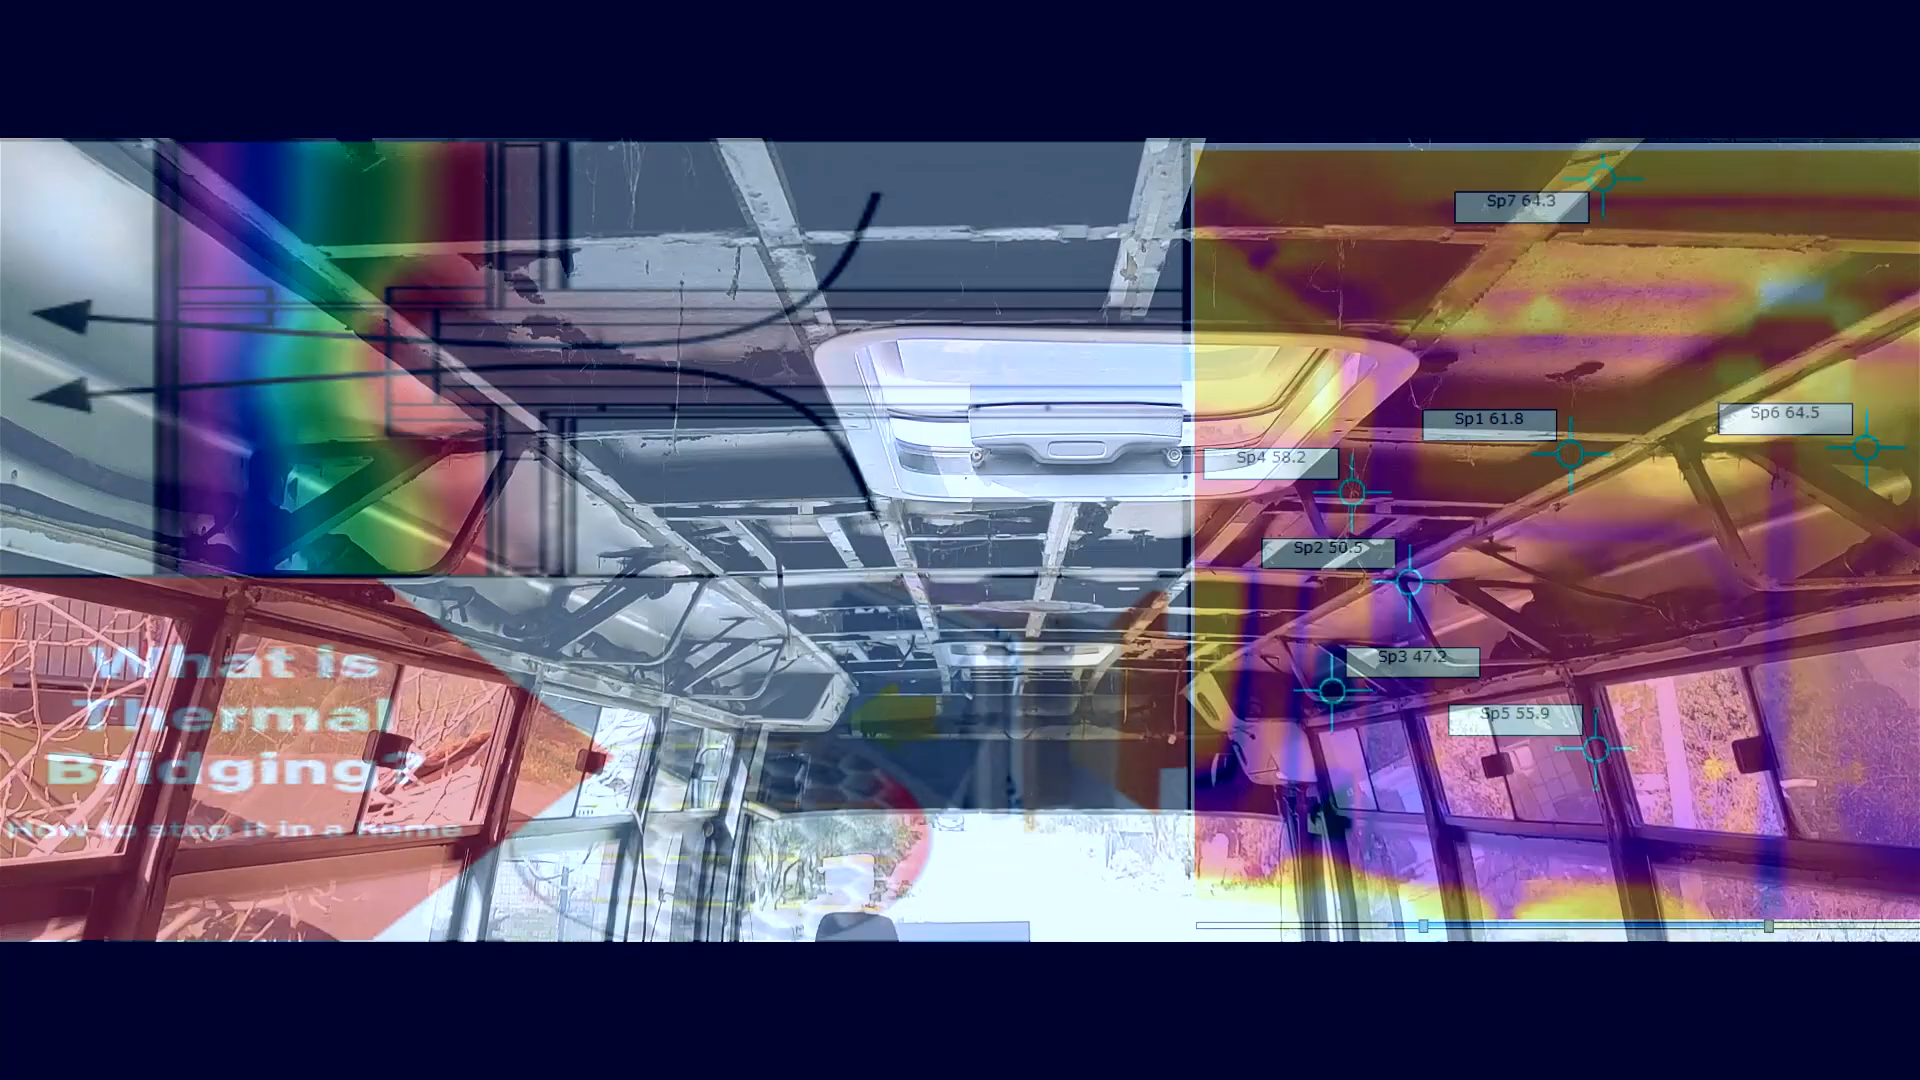 Sp7 64.3
Sp1 61.8
Sp6 64.5
Sp4 58.2
Sp2 50.5
Sp3 47.2
Sp5 55.9
What is
Thermal
Bridging?
How to stop it in a home